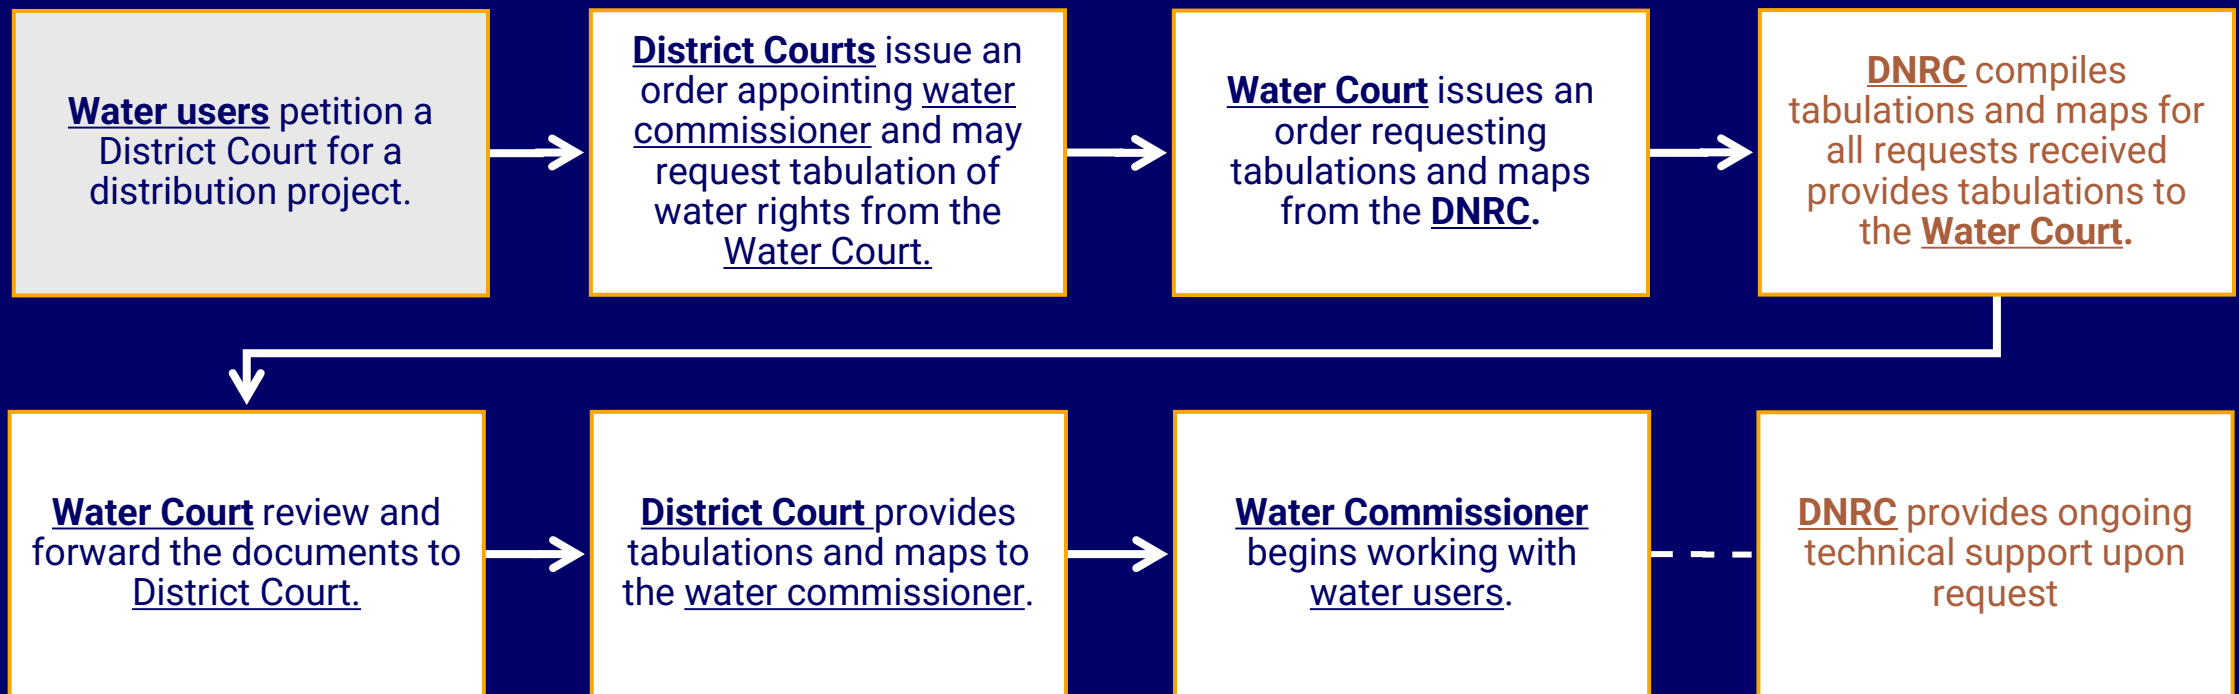 Water users petition a
District Court for a
distribution project.
District Courts issue an
order appointing water
commissioner and may
request tabulation of
water rights from the
Water Court.
Water Court issues an
order requesting
tabulations and maps
from the DNRC.
DNRC compiles
tabulations and maps for
all requests received
provides tabulations to
the Water Court.
Water Court review and
forward the documents to
District Court.
District Court provides
tabulations and maps to
the water commissioner.
Water Commissioner
begins working with
water users.
DNRC provides ongoing
technical support upon
request